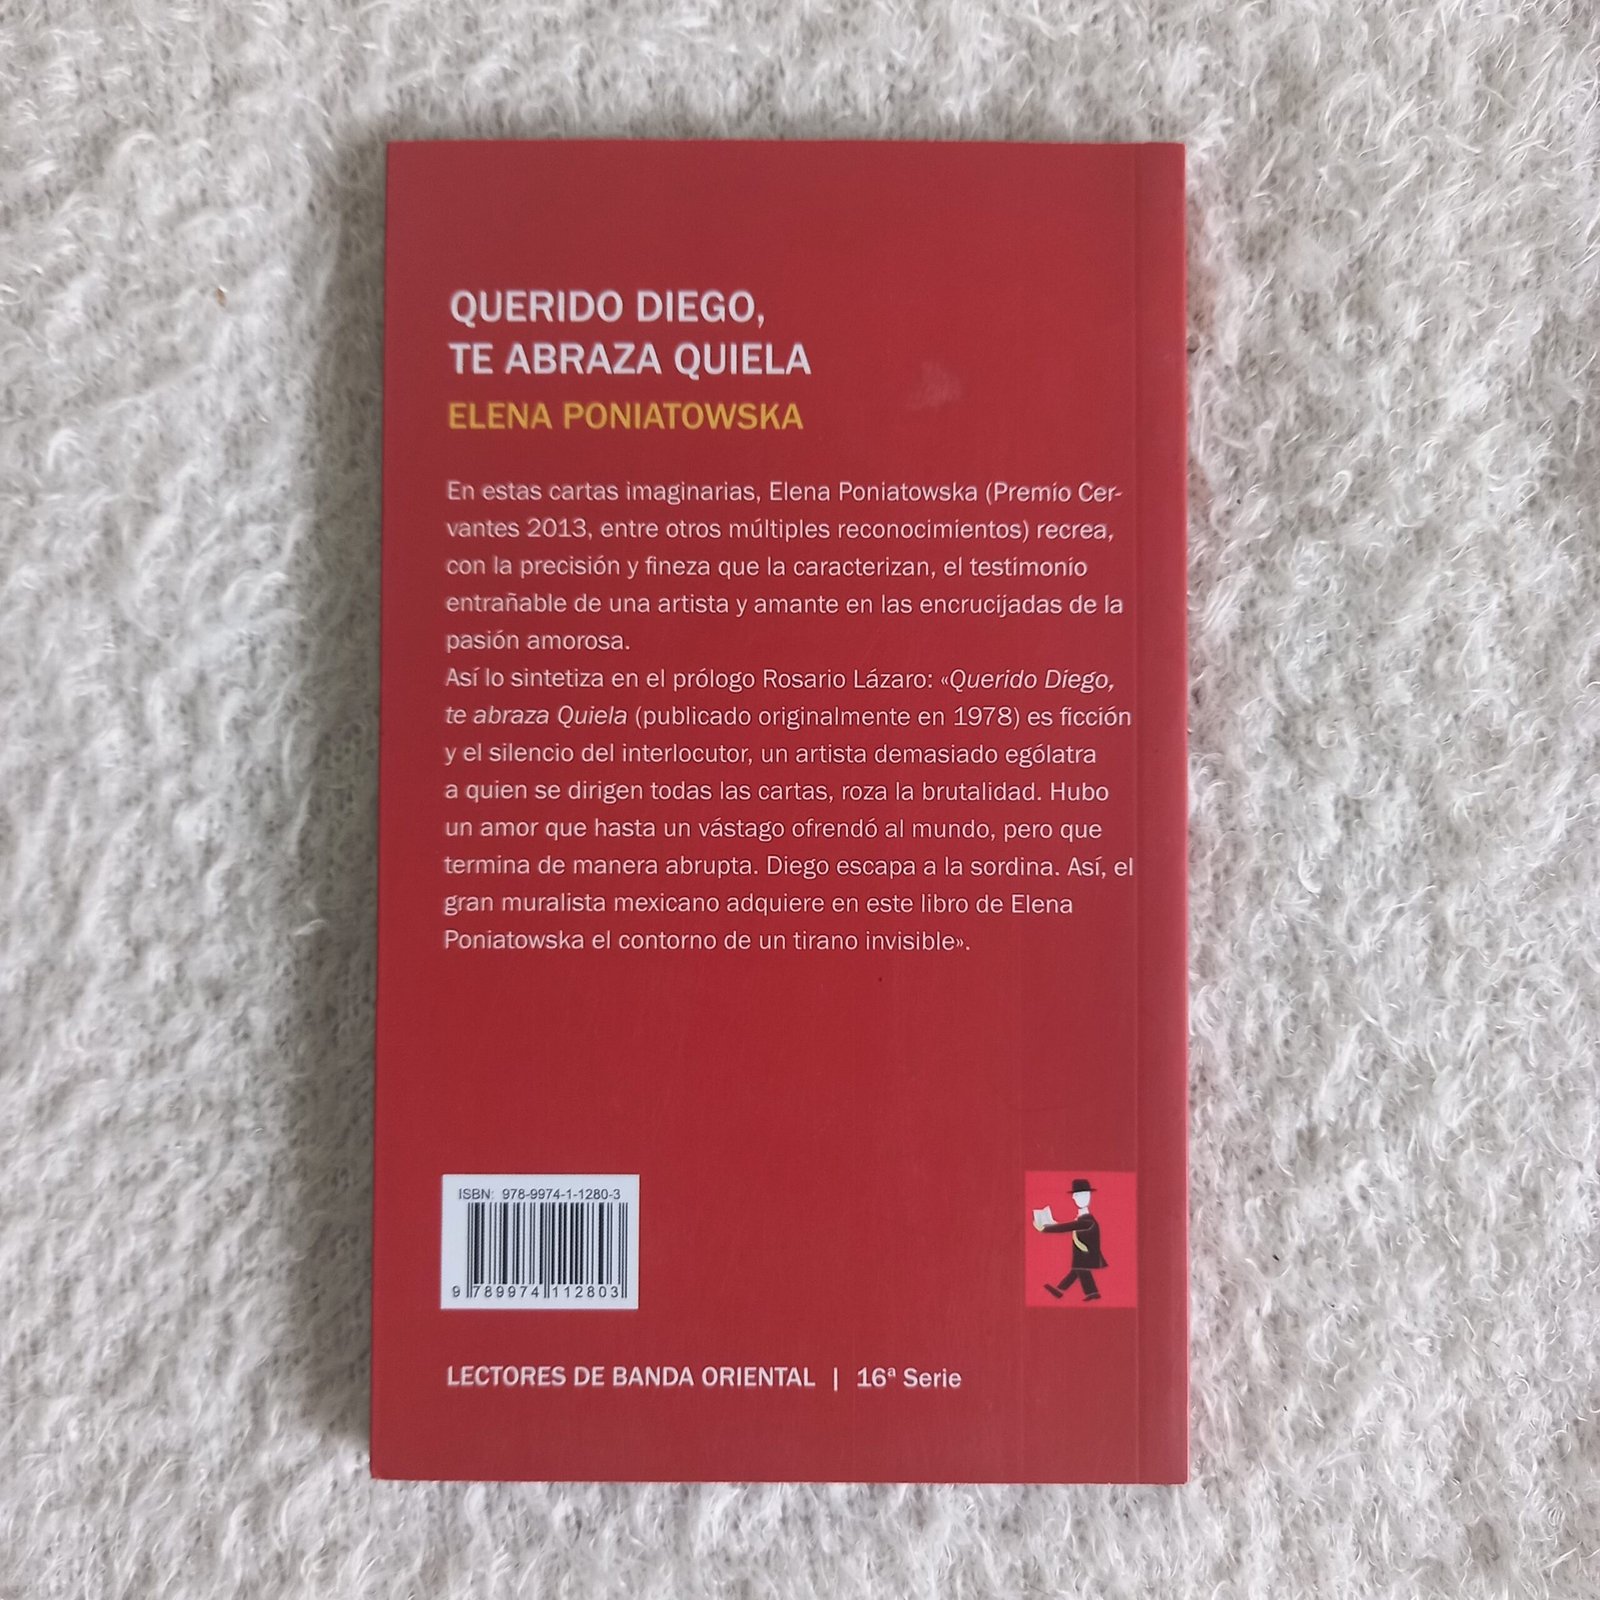 QUERIDO DIEGO,
TE ABRAZA QUIELA
ELENA PONIATOWSKA
En estas cartas imaginarias, Elena Poniatowska (Premio Cer-
vantes 2013, entre otros múltiples reconocimientos) recrea,
con la precisión y fineza que la caracterizan, el testimonio
entrañable de una artista y amante en las encrucijadas de la
pasión amorosa.
Así lo sintetiza en el prólogo Rosario Lázaro: «Querido Diego,
te abraza Quiela (publicado originalmente en 1978) es ficción
y el silencio del interlocutor, un artista demasiado ególatra
a quien se dirigen todas las cartas, roza la brutalidad. Hubo
un amor que hasta un vástago ofrendó al mundo, pero que
termina de manera abrupta. Diego escapa a la sordina. Así, el
gran muralista mexicano adquiere en este libro de Elena
Poniatowska el contorno de un tirano invisible».
ISBN: 978-9974-1-1280-3
9 789974 112803
LECTORES DE BANDA ORIENTAL | 16ª Serie